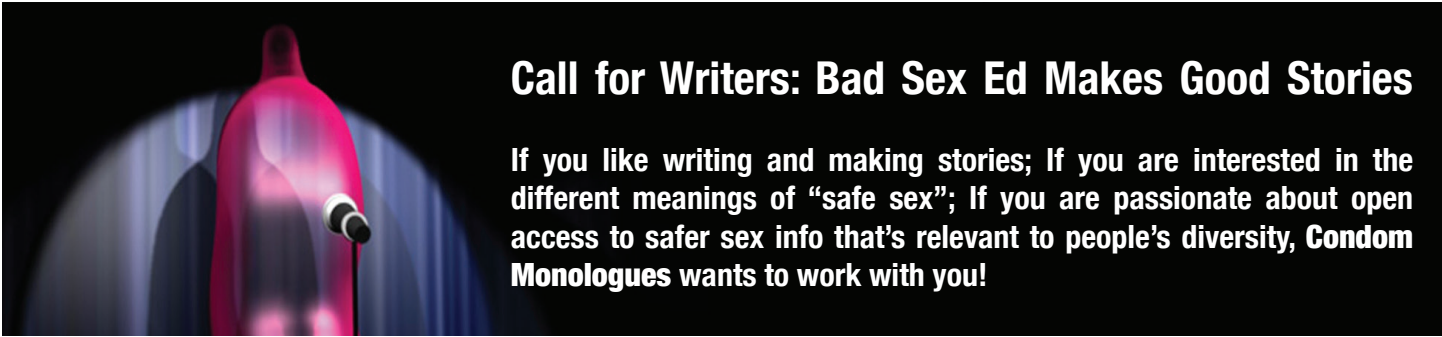 Call for Writers: Bad Sex Ed Makes Good Stories
If you like writing and making stories; If you are interested in the
different meanings of “safe sex”; If you are passionate about open
access to safer sex info that’s relevant to people’s diversity, Condom
Monologues wants to work with you!